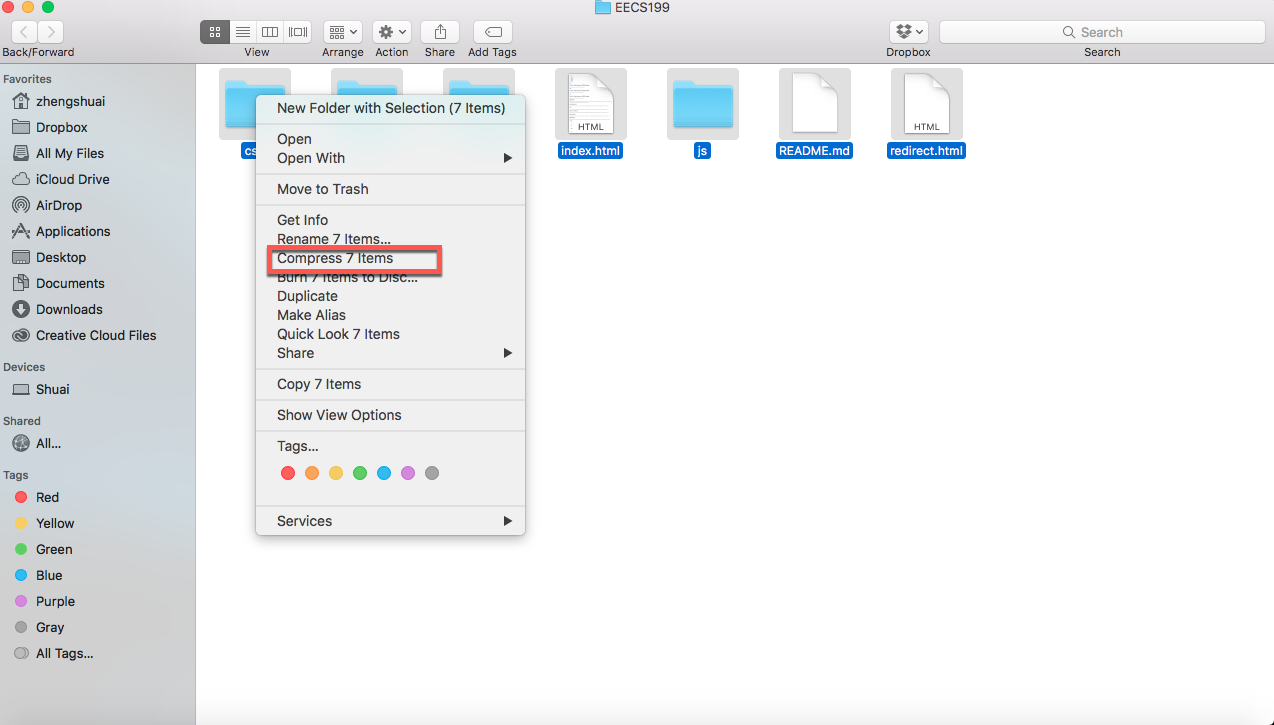 EECS199
Back/Forward
View
Arrange
Action
Share
Add Tags
Dropbox
Search
Search
Favorites
zhengshuai
Dropbox
All My Files
iCloud Drive
AirDrop
Applications
Desktop
Documents
Downloads
Creative Cloud Files
Devices
Shuai
Shared
All...
Tags
Red
Yellow
Green
Blue
Purple
Gray
All Tags...
HTML
HTML
cs
index.html
js
README.md
redirect.html
New Folder with Selection (7 Items)
Open
Open With
Move to Trash
Get Info
Rename 7 Items...
Compress 7 Items
Burn 7 Items to Disc...
Duplicate
Make Alias
Quick Look 7 Items
Share
Copy 7 Items
Show View Options
Tags...
Services